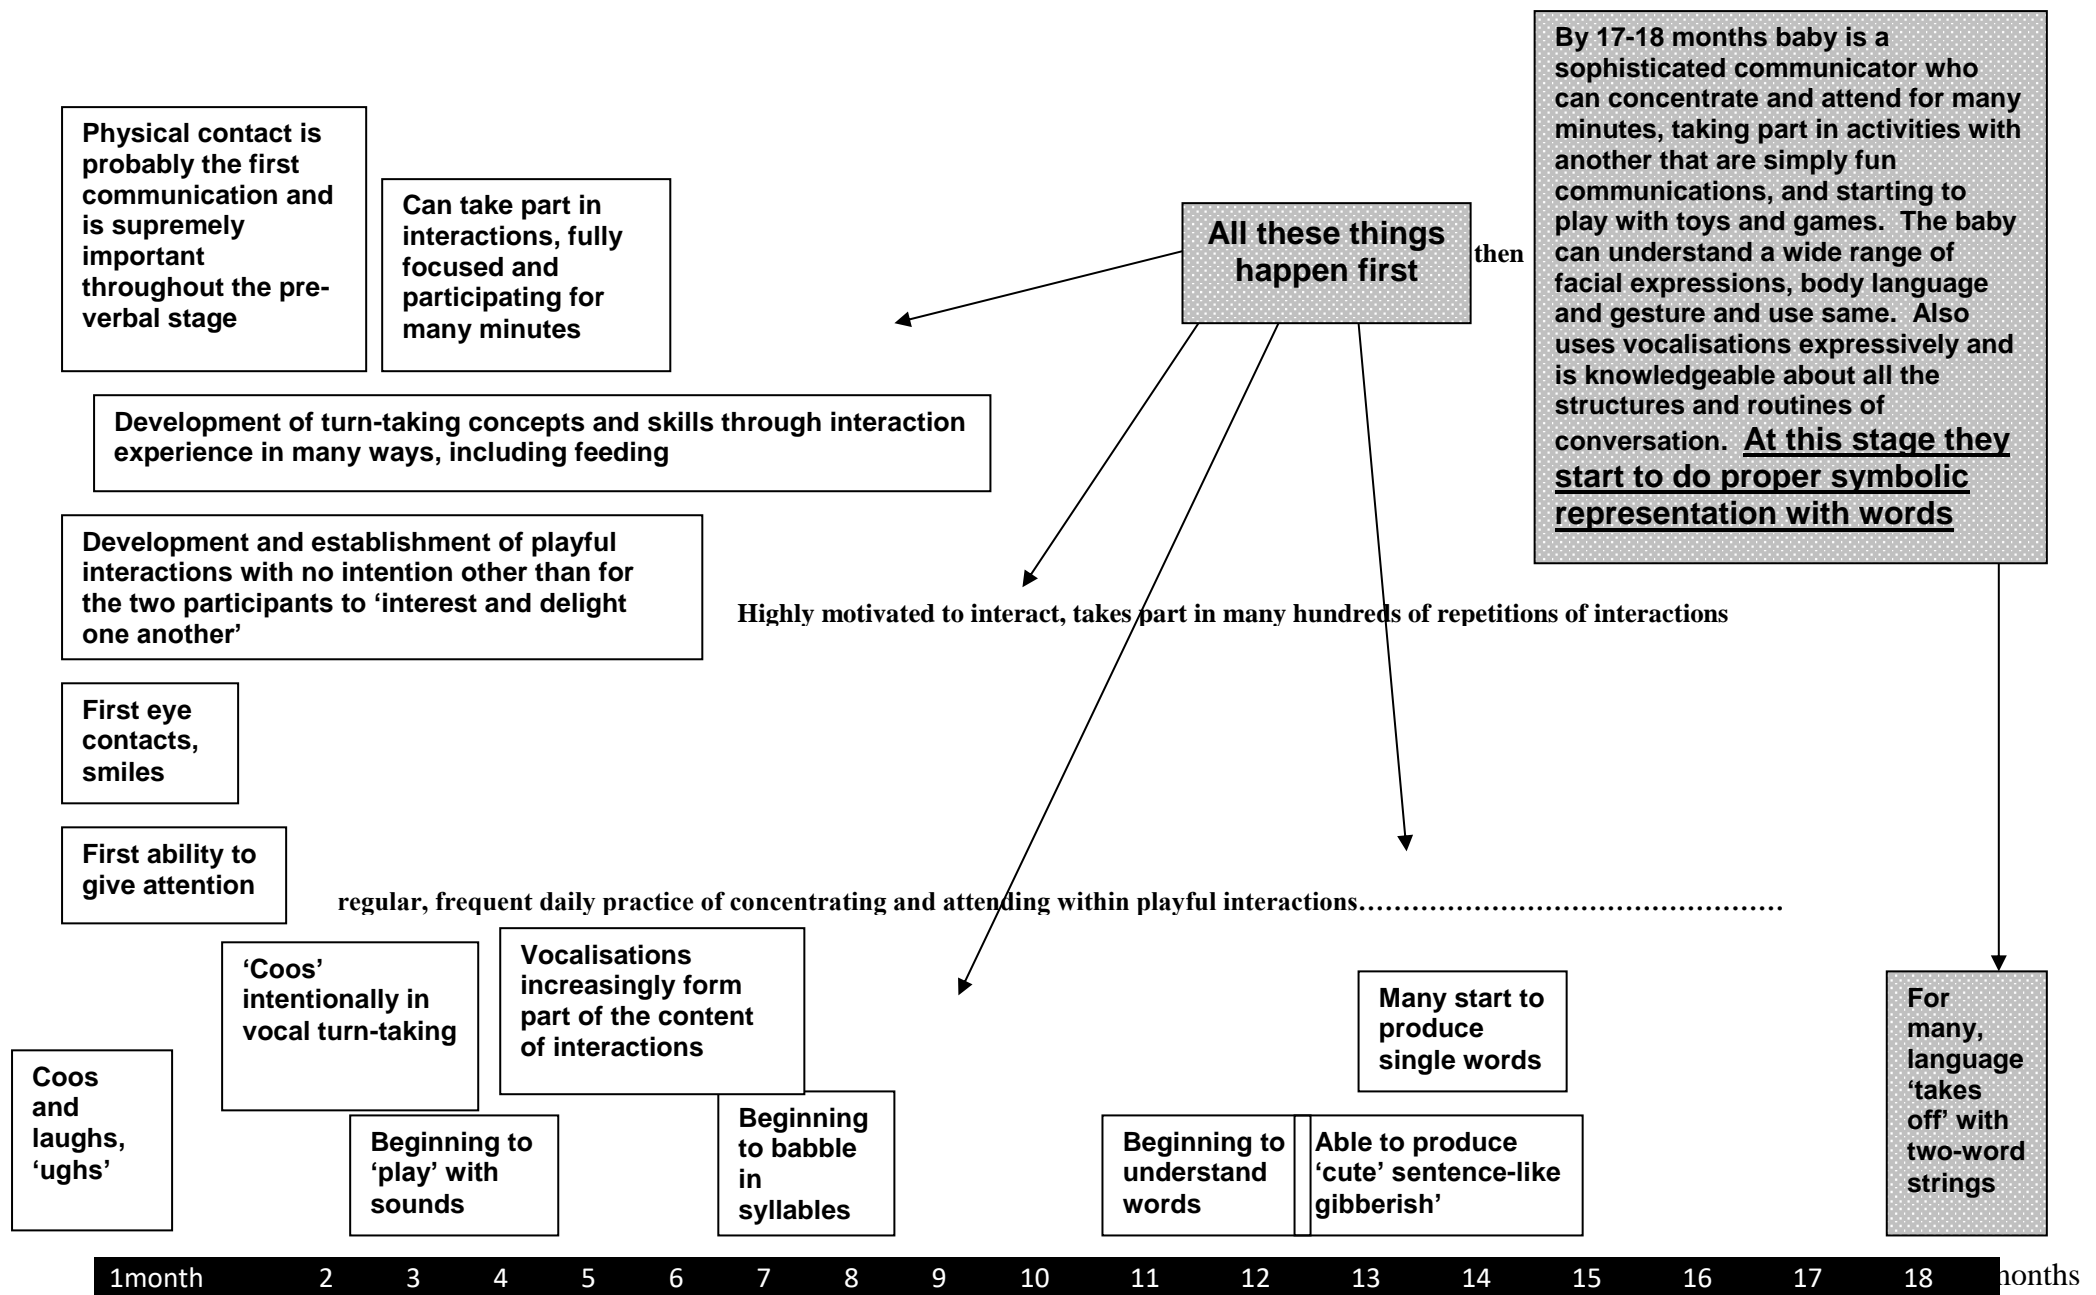 By 17-18 months baby is a
sophisticated communicator who
can concentrate and attend for many
minutes, taking part in activities with
another that are simply fun
communications, and starting to
play with toys and games.  The baby
can understand a wide range of
facial expressions, body language
and gesture and use same.  Also
uses vocalisations expressively and
is knowledgeable about all the
structures and routines of
conversation.  At this stage they
start to do proper symbolic
representation with words
Physical contact is
probably the first
communication and
is supremely
important
throughout the pre-
verbal stage
Can take part in
interactions, fully
focused and
participating for
many minutes
All these things
happen first
then
Development of turn-taking concepts and skills through interaction
experience in many ways, including feeding
Development and establishment of playful
interactions with no intention other than for
the two participants to ‘interest and delight
one another’
Highly motivated to interact, takes part in many hundreds of repetitions of interactions
First eye
contacts,
smiles
First ability to
give attention
regular, frequent daily practice of concentrating and attending within playful interactions…………………………………………
‘Coos’
intentionally in
vocal turn-taking
Vocalisations
increasingly form
part of the content
of interactions
Many start to
produce
single words
For
many,
language
‘takes
off’ with
two-word
strings
Coos
and
laughs,
‘ughs’
Beginning to
‘play’ with
sounds
Beginning
to babble
in
syllables
Beginning to
understand
words
Able to produce
‘cute’ sentence-like
gibberish’
1month 2 3 4 5 6 7 8 9 10 11 12 13 14 15 16 17 18 months